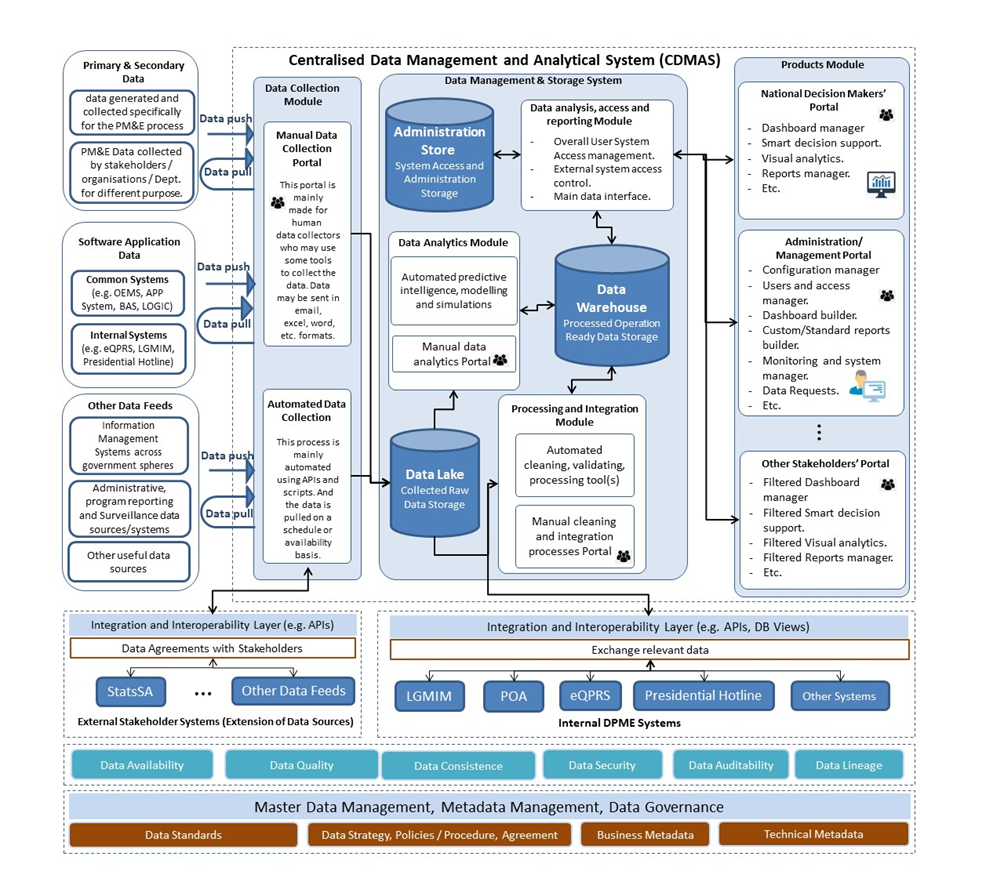 Centralised Data Management and Analytical System (CDMAS)
Primary & Secondary
Data
data generated and
collected specifically
for the PM&E process
PM&E Data collected
by stakeholders /
organisations / Dept.
for different purpose.
Data push
Data pull
Software Application
Data
Common Systems
(e.g. OEMS, APP
System, BAS, LOGIC)
Internal Systems
(e.g. eQPRS, LGMIM,
Presidential Hotline)
Data push
Data pull
Other Data Feeds
Information
Management
Systems across
government spheres
Administrative,
program reporting
and Surveillance data
sources/systems
Other useful data
sources
Data push
Data pull
Data Collection
Module
Manual Data
Collection
Portal
This portal is
mainly
made for
human
data collectors
who may use
some tools
to collect the
data. Data
may be sent in
email,
excel, word,
etc. formats.
Automated Data
Collection
This process is
mainly
automated
using APIs and
scripts. And
the data is
pulled on a
schedule or
availability
basis.
Data Management & Storage System
Administration
Store
System Access and
Administration
Storage
Data analysis, access and
reporting Module
- Overall User System
Access management.
- External system access
control.
- Main data interface.
Data Analytics Module
Automated predictive
intelligence, modelling
and simulations
Manual data
analytics Portal
Data
Warehouse
Processed Operation
Ready Data Storage
Data Lake
Collected Raw
Data Storage
Processing and Integration
Module
Automated
cleaning, validating,
processing tool(s)
Manual cleaning
and integration
processes Portal
Products Module
National Decision Makers'
Portal
- Dashboard manager
- Smart decision support.
- Visual analytics.
- Reports manager.
- Etc.
Administration/
Management Portal
- Configuration manager
- Users and access
manager.
- Dashboard builder.
- Custom/Standard reports
builder.
- Monitoring and system
manager.
- Data Requests.
- Etc.
Other Stakeholders' Portal
- Filtered Dashboard
manager
- Filtered Smart decision
support.
- Filtered Visual analytics.
- Filtered Reports manager.
- Etc.
Integration and Interoperability Layer (e.g. APIs)
Data Agreements with Stakeholders
StatsSA
...
Other Data Feeds
External Stakeholder Systems (Extension of Data Sources)
Integration and Interoperability Layer (e.g. APIs, DB Views)
Exchange relevant data
LGMIM
POA
eQPRS
Presidential Hotline
Other Systems
Internal DPME Systems
Data Availability
Data Quality
Data Consistence
Data Security
Data Auditability
Data Lineage
Master Data Management, Metadata Management, Data Governance
Data Standards
Data Strategy, Policies / Procedure, Agreement
Business Metadata
Technical Metadata